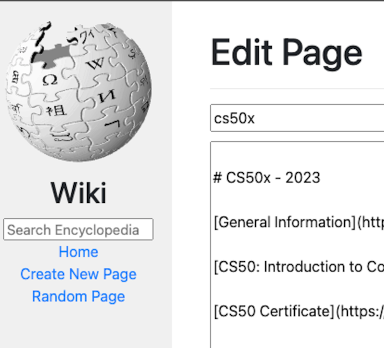 Ω
W
祖
И
Wiki
Search Encyclopedia
Home
Create New Page
Random Page
Edit Page
cs50x
# CS50x - 2023
[General Information](http
[CS50: Introduction to Co
[CS50 Certificate](https:/